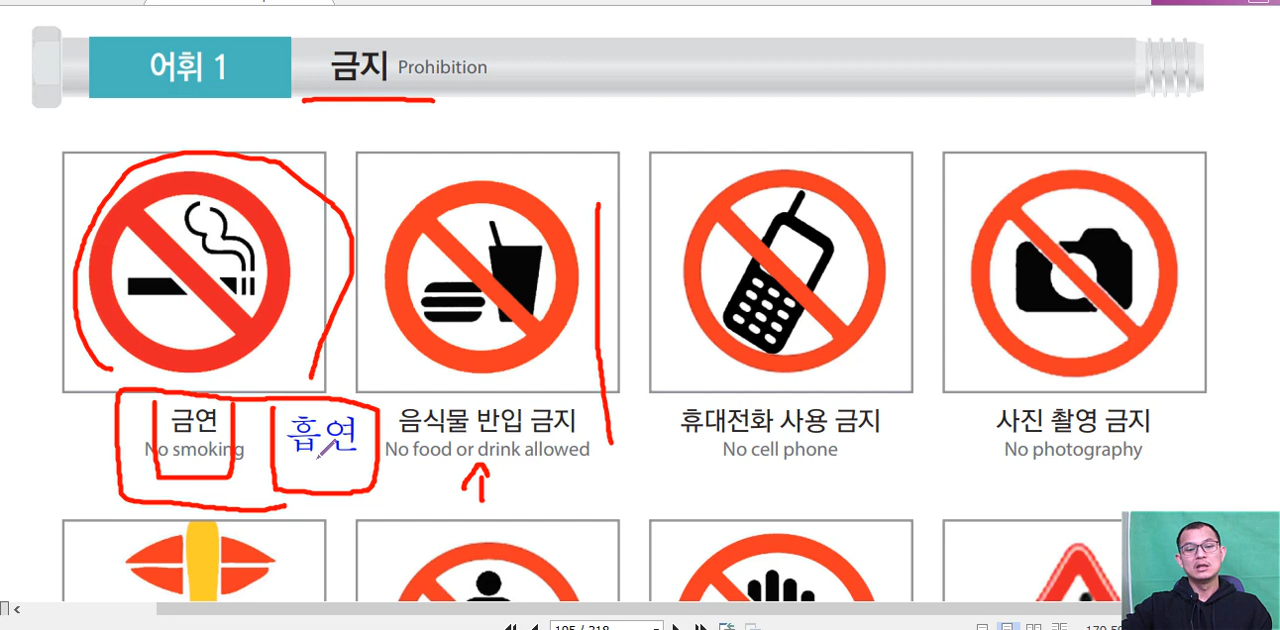 어휘 1
금지 Prohibition
금연
No smoking
흡연
음식물 반입 금지
No food or drink allowed
휴대전화 사용 금지
No cell phone
사진 촬영 금지
No photography